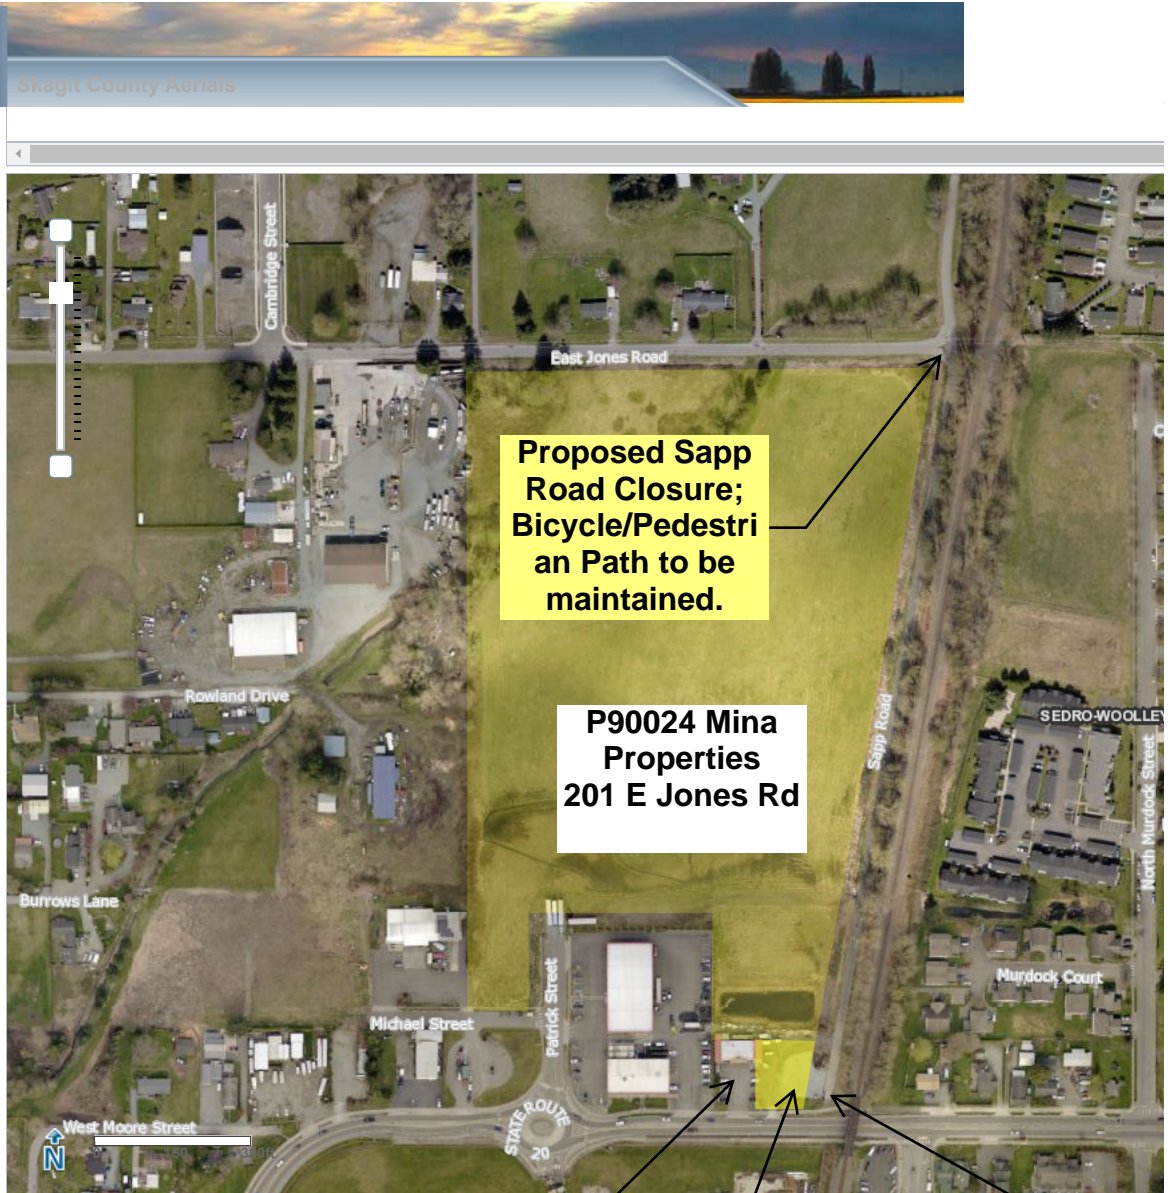 Skagit County Aerials
Cambridge Street
East Jones Road
Proposed Sapp
Road Closure;
Bicycle/Pedestri
an Path to be
maintained.
Rowland Drive
P90024 Mina
Properties
201 E Jones Rd
Sapp Road
SEDRO-WOOLLEY
North Murdock Street
Burrows Lane
Murdock Court
Patrick Street
Michael Street
West Moore Street
STATE ROUTE
20
N
150
300ft